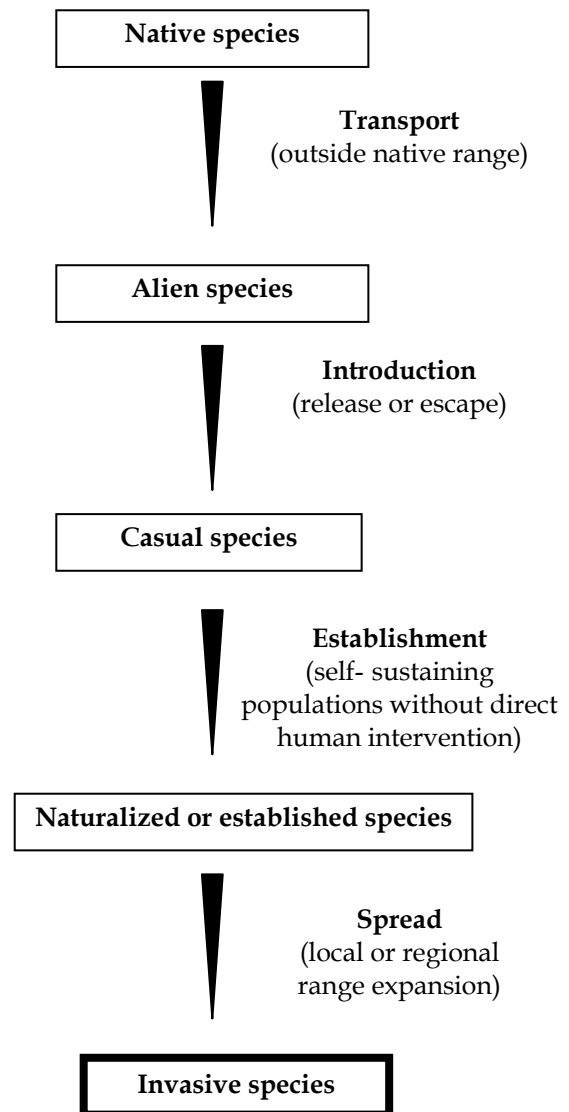 Native species
Transport
(outside native range)
Alien species
Introduction
(release or escape)
Casual species
Establishment
(self- sustaining
populations without direct
human intervention)
Naturalized or established species
Spread
(local or regional
range expansion)
Invasive species